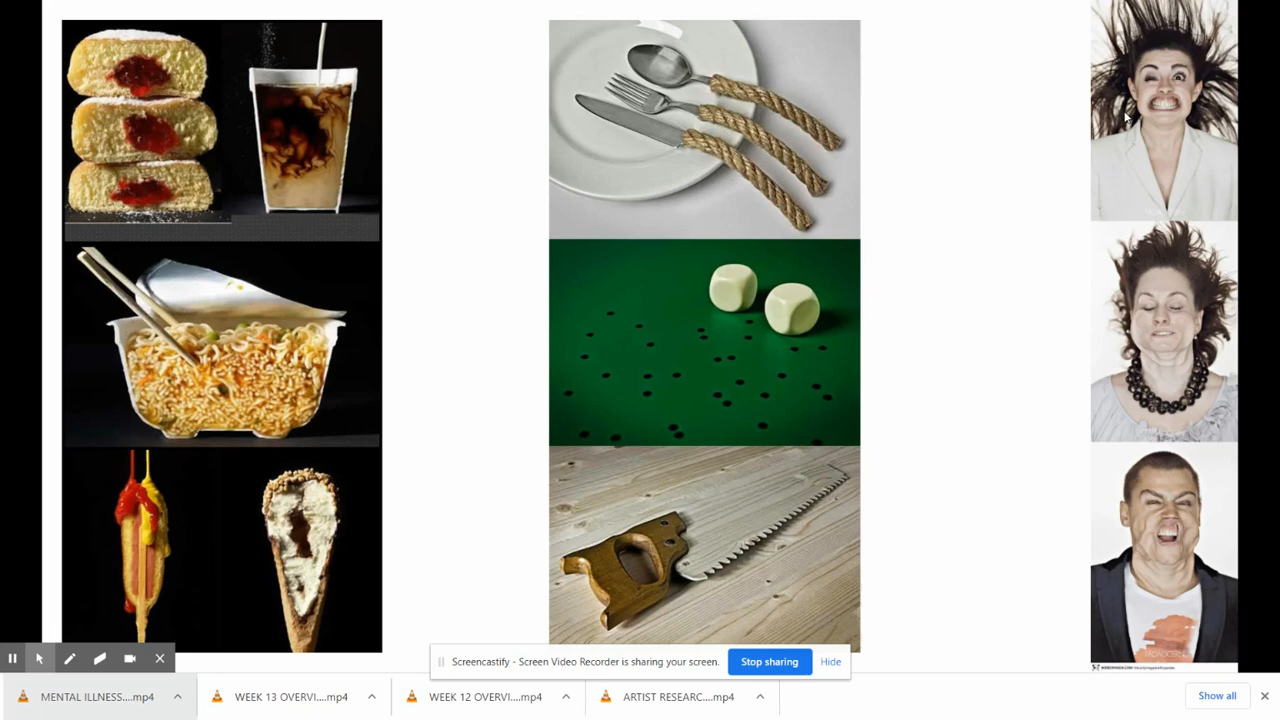 Screencastify - Screen Video Recorder is sharing your screen.
Stop sharing
Hide
MENTAL ILLNESS....mp4
WEEK 13 OVERVI....mp4
WEEK 12 OVERVI....mp4
ARTIST RESEARC....mp4
Show all